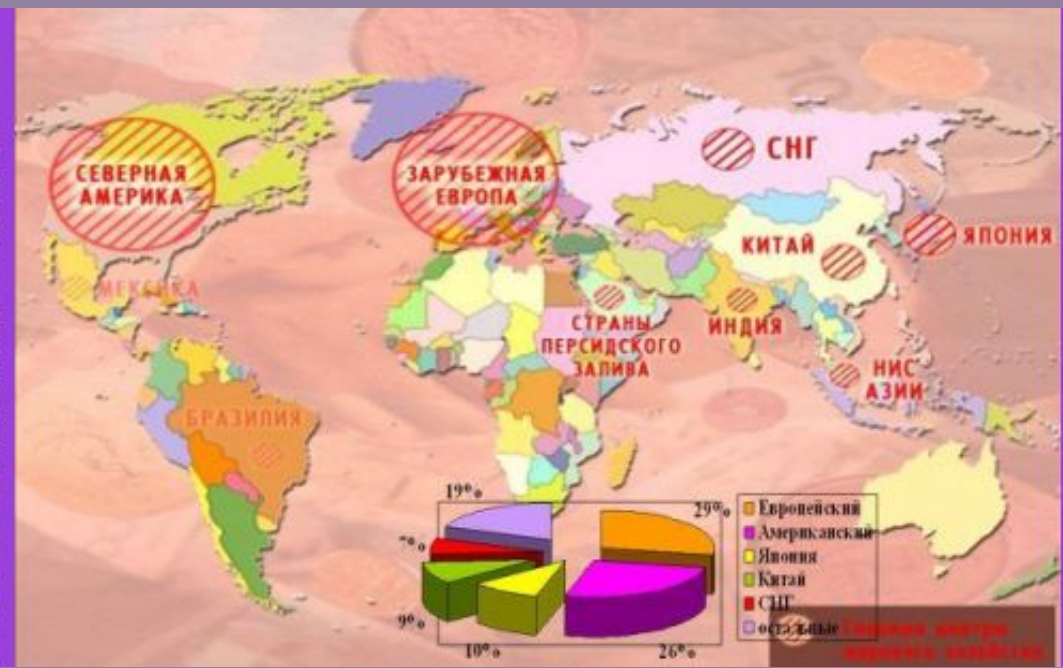 СЕВЕРНАЯ
АМЕРИКА
ЗАРУБЕЖНАЯ
ЕВРОПА
СНГ
ЯПОНИЯ
КИТАЙ
МЕКСИКА
СТРАНЫ
ПЕРСИДСКОГО
ЗАЛИВА
ИНДИЯ
НИС
АЗИИ
БРАЗИЛИЯ
19%
29%
9%
10%
26%
Европейский
Американский
Япония
Китай
СНГ
остальные